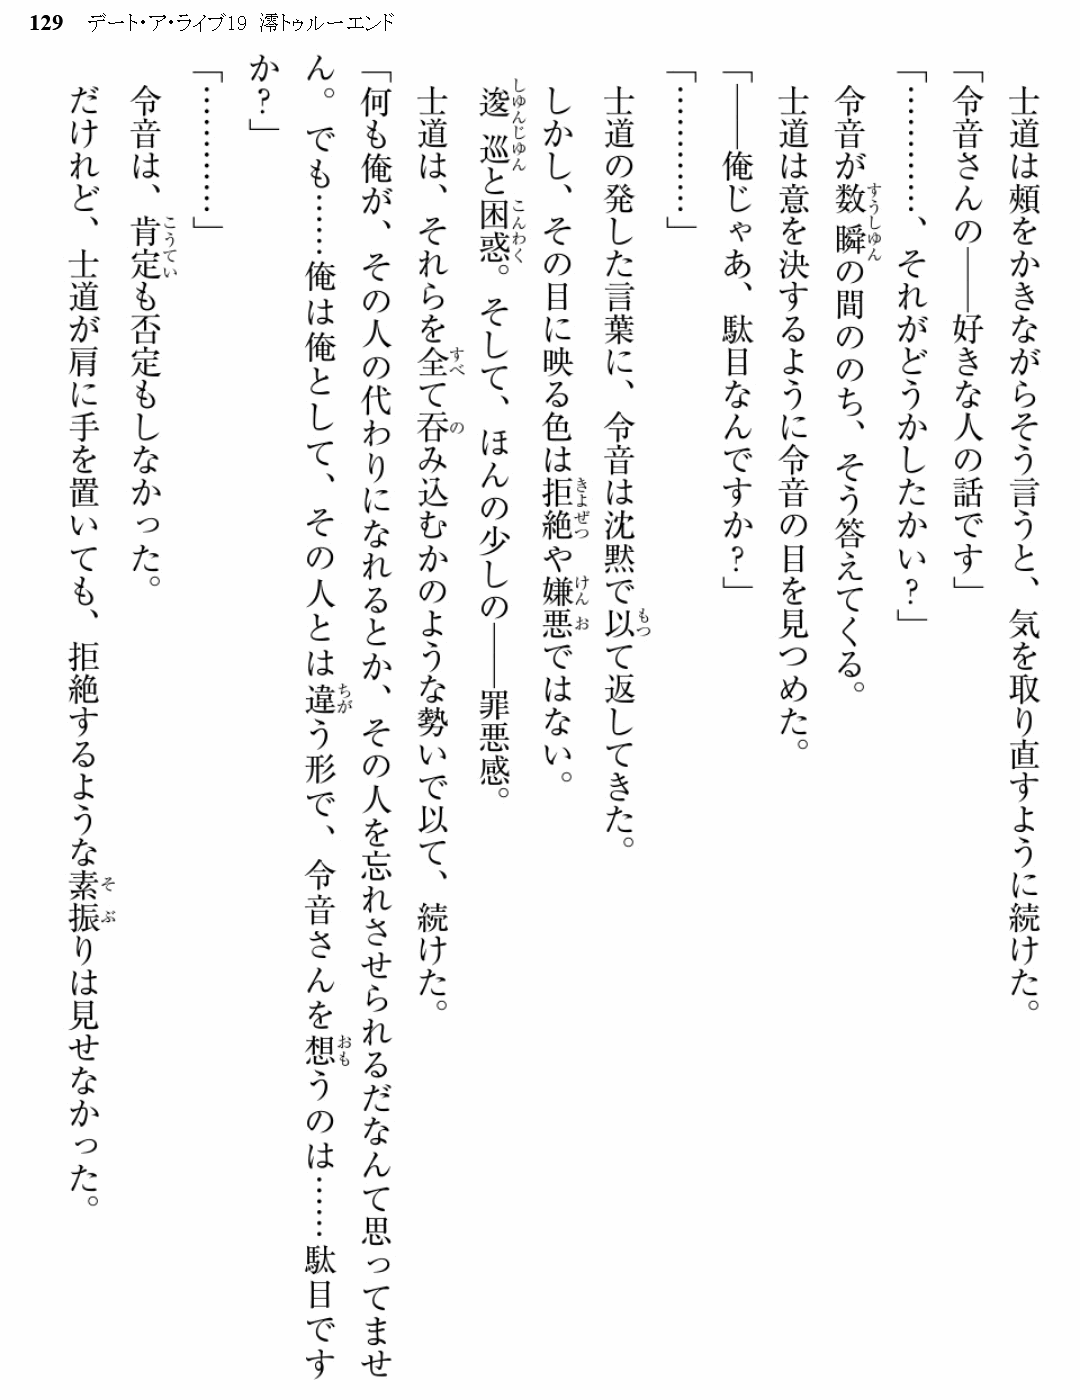 129 デート・ア・ライブ19 澪トゥルーエンド
士道は頬をかきながらそう言うと、気を取り直すように続けた。
「令音さんの――好きな人の話です」
「…………、それがどうかしたかい？」
令音が数瞬の間ののち、そう答えてくる。
士道は意を決するように令音の目を見つめた。
「――俺じゃあ、駄目なんですか？」
「…………」
士道の発した言葉に、令音は沈黙で以て返してきた。
しかし、その目に映る色は拒絶や嫌悪ではない。
逡巡と困惑。そして、ほんの少しの――罪悪感。
士道は、それらを全て呑み込むかのような勢いで以て、続けた。
「何も俺が、その人の代わりになれるとか、その人を忘れさせられるだなんて思ってませ
ん。でも……俺は俺として、その人とは違う形で、令音さんを想うのは……駄目です
か？」
「…………」
令音は、肯定も否定もしなかった。
だけれど、士道が肩に手を置いても、拒絶するような素振りは見せなかった。